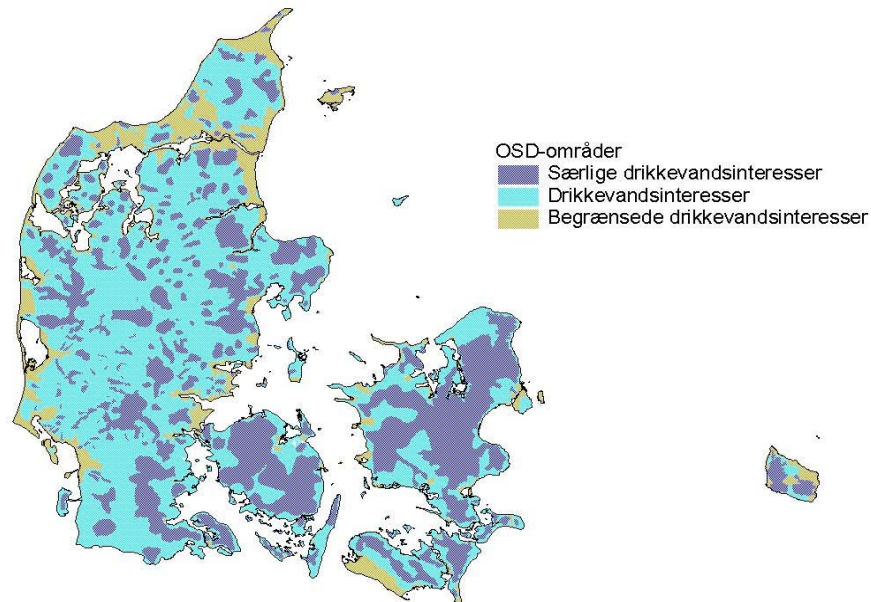 OSD-områder
Særlige drikkevandsinteresser
Drikkevandsinteresser
Begrænsede drikkevandsinteresser